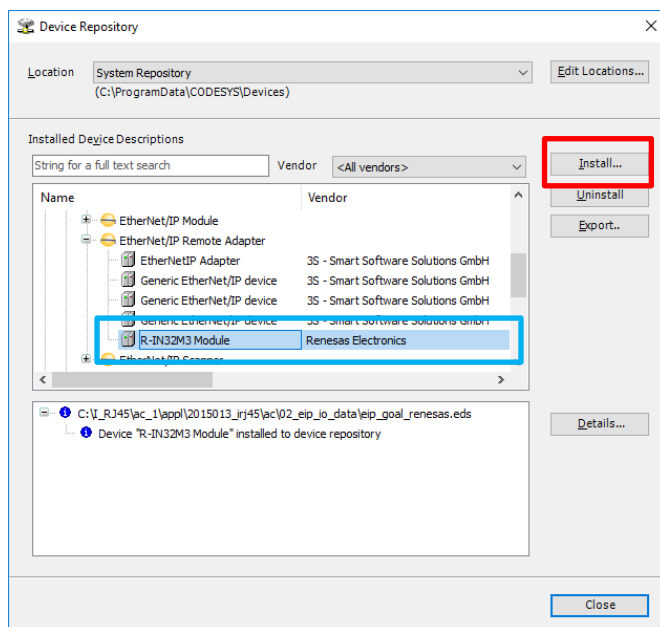 Device Repository
Location System Repository Edit Locations...
(C:\ProgramData\CODESYS\Devices)
Installed Device Descriptions
String for a full text search Vendor <All vendors> Install...
Name Vendor Uninstall
EtherNet/IP Module
Export..
EtherNet/IP Remote Adapter
EtherNetIP Adapter 3S - Smart Software Solutions GmbH
Generic EtherNet/IP device 3S - Smart Software Solutions GmbH
Generic EtherNet/IP device 3S - Smart Software Solutions GmbH
Generic EtherNet/IP device 3S - Smart Software Solutions GmbH
R-IN32M3 Module Renesas Electronics
EtherNet/IP Scanner
C:\I_RJ45\ac_1\appl\2015013_irj45\ac\02_eip_io_data\eip_goal_renesas.eds
Details...
Device "R-IN32M3 Module" installed to device repository
Close